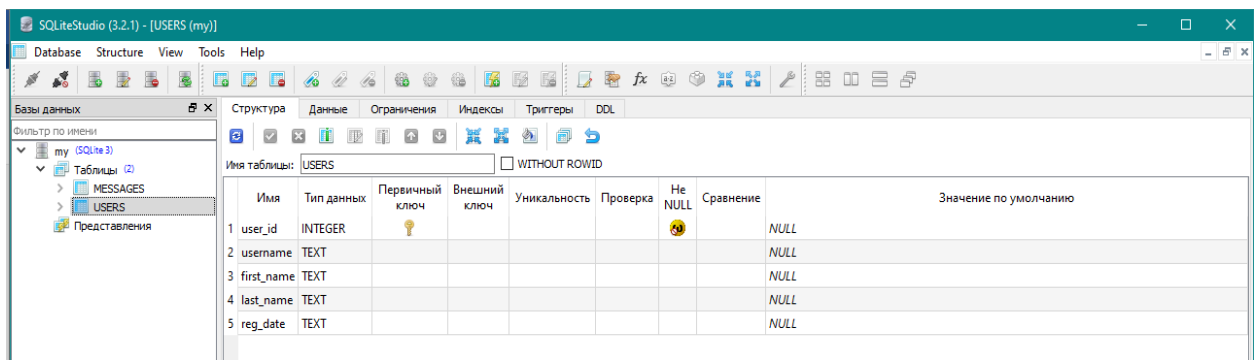 SQLiteStudio (3.2.1) - [USERS (my)]
Database Structure View Tools Help
Базы данных
Структура Данные Ограничения Индексы Триггеры DDL
Фильтр по имени
my (SQLite 3)
Таблицы (2)
MESSAGES
USERS
Представления
Имя таблицы: USERS WITHOUT ROWID
Имя Тип данных Первичный ключ Внешний ключ Уникальность Проверка Не NULL Сравнение Значение по умолчанию
1 user_id INTEGER NULL
2 username TEXT NULL
3 first_name TEXT NULL
4 last_name TEXT NULL
5 reg_date TEXT NULL